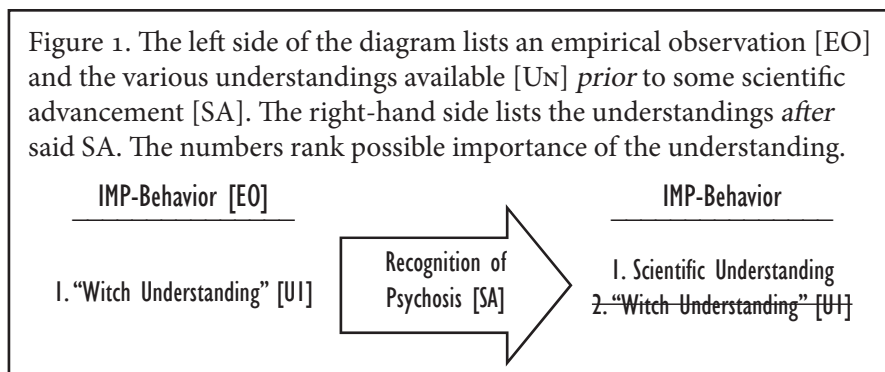 Figure 1. The left side of the diagram lists an empirical observation [EO]
and the various understandings available [UN] prior to some scientific
advancement [SA]. The right-hand side lists the understandings after
said SA. The numbers rank possible importance of the understanding.
IMP-Behavior [EO]
1. “Witch Understanding” [U1]
Recognition of
Psychosis [SA]
IMP-Behavior
1. Scientific Understanding
2. “Witch Understanding” [U1]